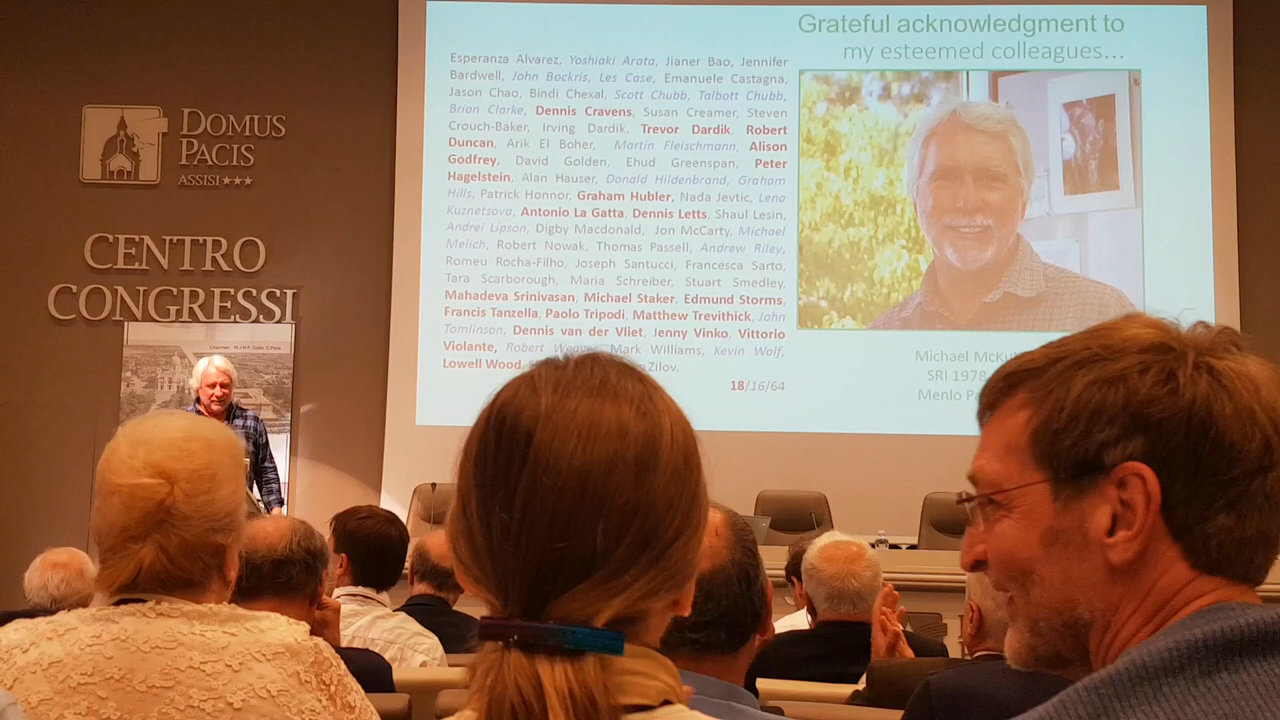 DOMUS
PACIS
ASSISI★★★
CENTRO
CONGRESSI
Grateful acknowledgment to
my esteemed colleagues...
Esperanza Alvarez, Yoshiaki Arata, Jianer Bao, Jennifer
Bardwell, John Bockris, Les Case, Emanuele Castagna,
Jason Chao, Bindi Chexal, Scott Chubb, Talbott Chubb,
Brian Clarke, Dennis Cravens, Susan Creamer, Steven
Crouch-Baker, Irving Dardik, Trevor Dardik, Robert
Duncan, Arik El Boher, Martin Fleischmann, Alison
Godfrey, David Golden, Ehud Greenspan, Peter
Hagelstein, Alan Hauser, Donald Hildenbrand, Graham
Hills, Patrick Honnor, Graham Hubler, Nada Jevtic, Lena
Kuznetsova, Antonio La Gatta, Dennis Letts, Shaul Lesin,
Andrei Lipson, Digby Macdonald, Jon McCarty, Michael
Melich, Robert Nowak, Thomas Passell, Andrew Riley,
Romeu Rocha-Filho, Joseph Santucci, Francesca Sarto,
Tara Scarborough, Maria Schreiber, Stuart Smedley,
Mahadeva Srinivasan, Michael Staker, Edmund Storms,
Francis Tanzella, Paolo Tripodi, Matthew Trevithick, John
Tomlinson, Dennis van der Vliet, Jenny Vinko, Vittorio
Violante, Robert Weaver, Mark Williams, Kevin Wolf,
Lowell Wood, Zilov.
18/16/64
Michael McKu
SRI 1978
Menlo Pa